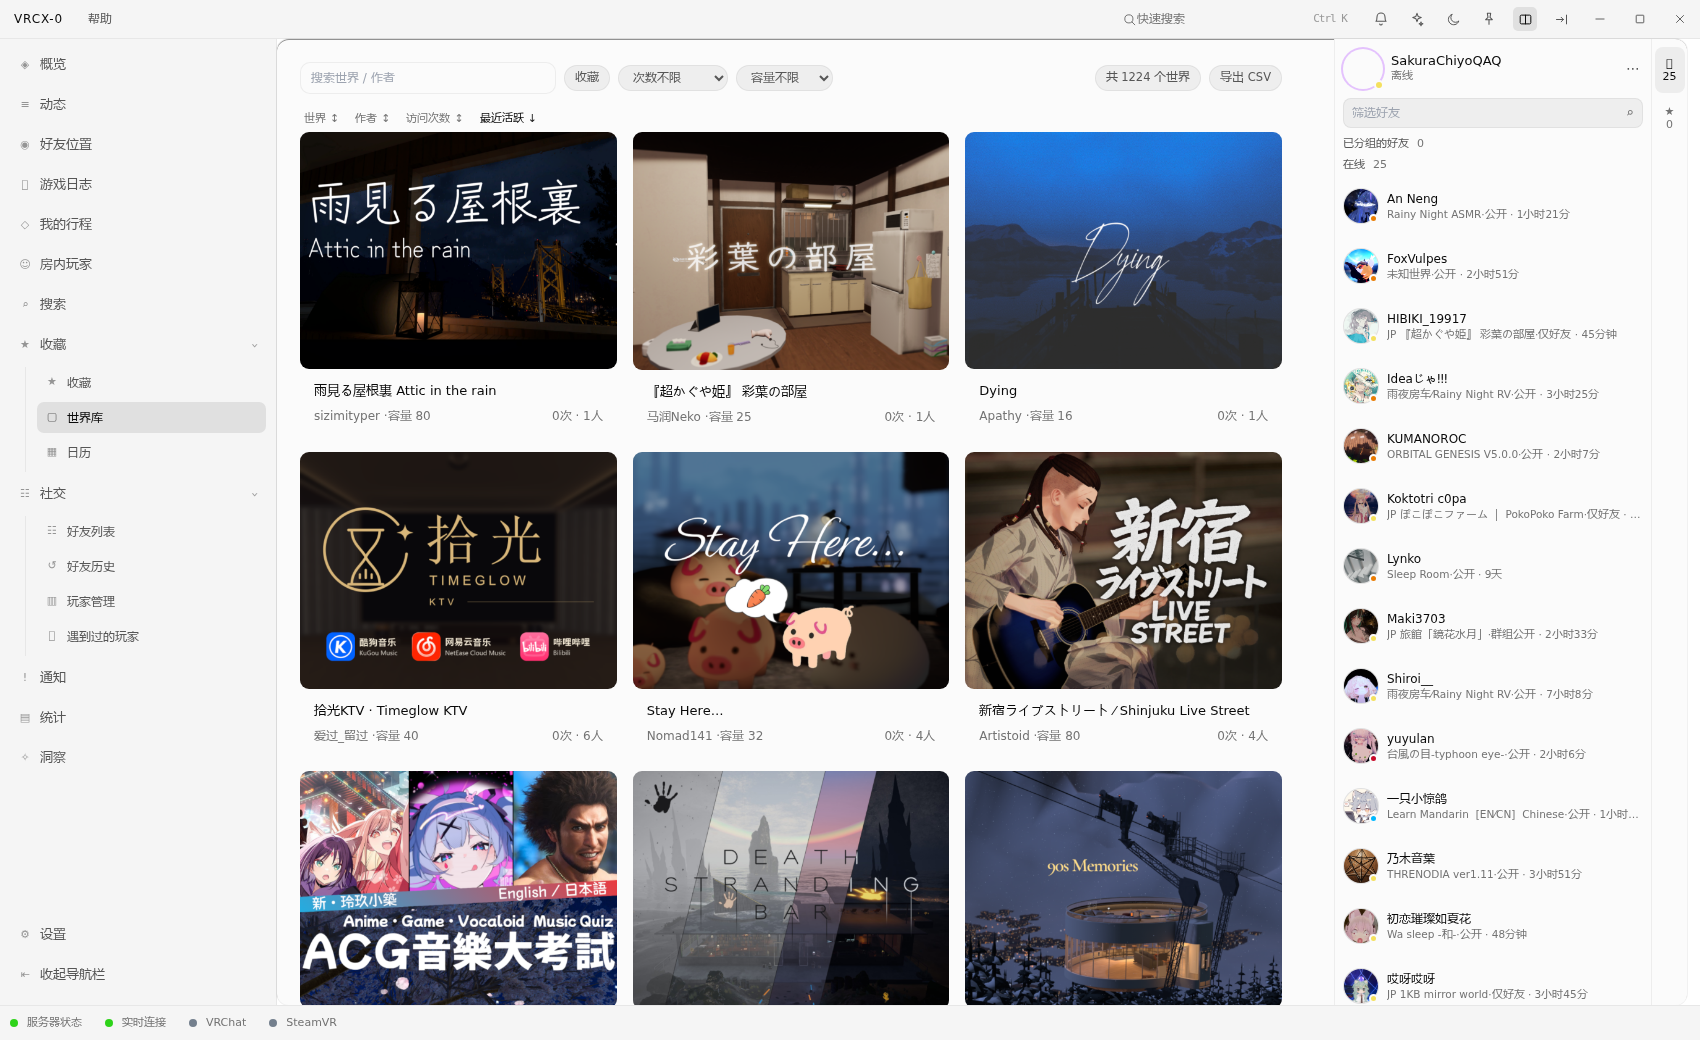 VRCX-0
帮助
快速搜索
Ctrl K
概览
动态
好友位置
游戏日志
我的行程
房内玩家
搜索
收藏
收藏
世界库
日历
社交
好友列表
好友历史
玩家管理
遇到过的玩家
通知
统计
洞察
设置
收起导航栏
搜索世界 / 作者
收藏
次数不限
容量不限
共 1224 个世界
导出 CSV
世界 ↕
作者 ↕
访问次数 ↕
最近活跃 ↓
雨見る屋根裏
Attic in the rain
雨見る屋根裏 Attic in the rain
sizimityper ·容量 80
0次 · 1人
彩葉の部屋
『超かぐや姫』 彩葉の部屋
马润Neko ·容量 25
0次 · 1人
Dying
Dying
Apathy ·容量 16
0次 · 1人
拾光
TIMEGLOW
KTV
酷狗音乐
KuGou Music
网易云音乐
NetEase Cloud Music
bilibili
哔哩哔哩
Bilibili
拾光KTV · Timeglow KTV
爱过_留过 ·容量 40
0次 · 6人
Stay Here...
Stay Here...
Nomad141 ·容量 32
0次 · 4人
新宿
ライブストリート
LIVE
STREET
新宿ライブストリート ⁄ Shinjuku Live Street
Artistoid ·容量 80
0次 · 4人
新・玲玖小築
English / 日本語
Anime・Game・Vocaloid Music Quiz
ACG音樂大考試
DEATH
STRANDING
BAR
90s Memories
SakuraChiyoQAQ
离线
筛选好友
已分组的好友 0
在线 25
An Neng
Rainy Night ASMR·公开 · 1小时21分
FoxVulpes
未知世界·公开 · 2小时51分
HIBIKI_19917
JP 『超かぐや姫』 彩葉の部屋·仅好友 · 45分钟
Ideaじゃ!!!
雨夜房车⁄Rainy Night RV·公开 · 3小时25分
KUMANOROC
ORBITAL GENESIS V5.0.0·公开 · 2小时7分
Koktotri c0pa
JP ぽこぽこファーム ｜ PokoPoko Farm·仅好友 · ...
Lynko
Sleep Room·公开 · 9天
Maki3703
JP 旅館「鏡花水月」·群组公开 · 2小时33分
Shiroi__
雨夜房车⁄Rainy Night RV·公开 · 7小时8分
yuyulan
台風の目-typhoon eye-·公开 · 2小时6分
一只小惊鸽
Learn Mandarin［EN⁄CN］Chinese·公开 · 1小时...
乃木音葉
THRENODIA ver1.11·公开 · 3小时51分
初恋璀璨如夏花
Wa sleep -和-·公开 · 48分钟
哎呀哎呀
JP 1KB mirror world·仅好友 · 3小时45分
25
★
0
服务器状态
实时连接
VRChat
SteamVR